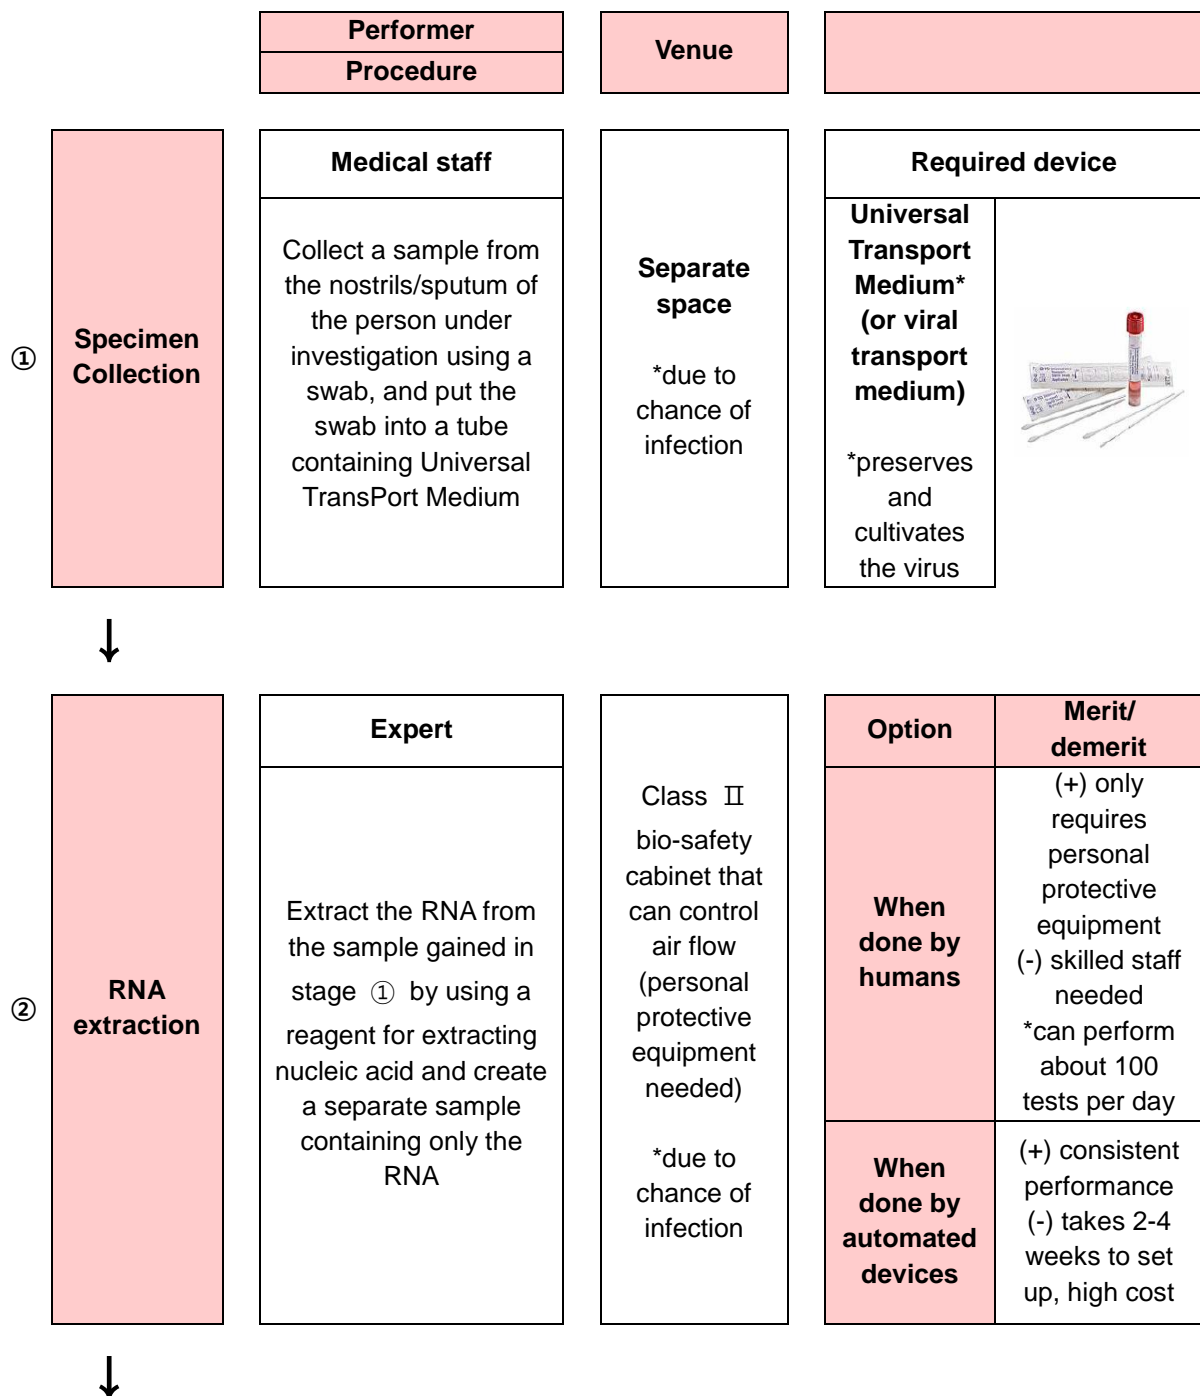 Performer
Procedure
Venue
①
Specimen
Collection
Medical staff
Collect a sample from
the nostrils/sputum of
the person under
investigation using a
swab, and put the
swab into a tube
containing Universal
TransPort Medium
Separate
space
*due to
chance of
infection
Required device
Universal
Transport
Medium*
(or viral
transport
medium)
*preserves
and
cultivates
the virus
↓
②
RNA
extraction
Expert
Extract the RNA from
the sample gained in
stage ① by using a
reagent for extracting
nucleic acid and create
a separate sample
containing only the
RNA
Class Ⅱ
bio-safety
cabinet that
can control
air flow
(personal
protective
equipment
needed)
*due to
chance of
infection
Option
Merit/
demerit
When
done by
humans
(+) only
requires
personal
protective
equipment
(-) skilled staff
needed
*can perform
about 100
tests per day
When
done by
automated
devices
(+) consistent
performance
(-) takes 2-4
weeks to set
up, high cost
↓